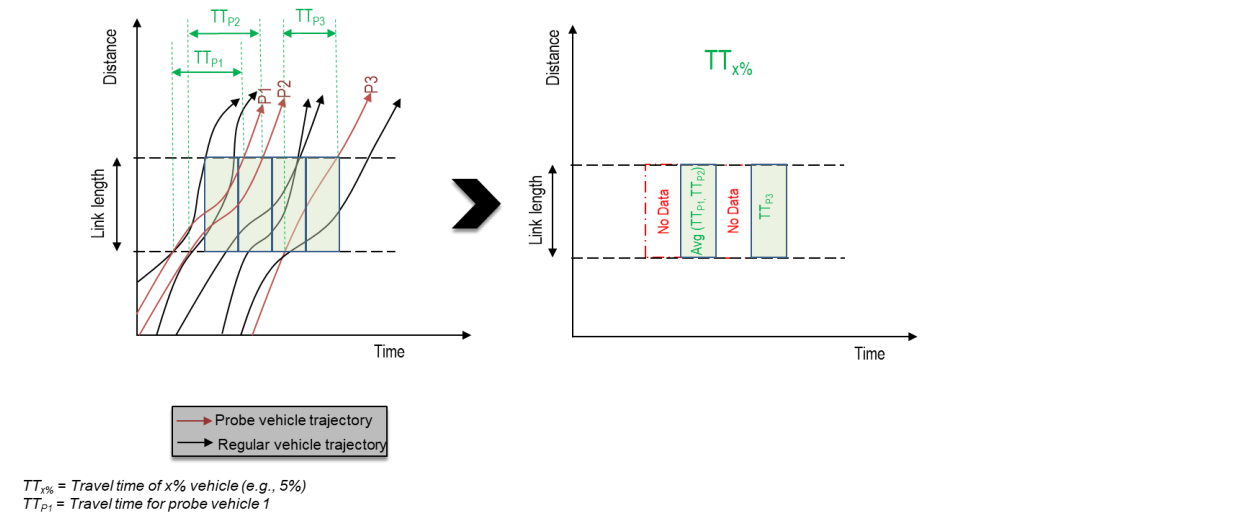 TTP2
TTP3
TTP1
Distance
P1
P2
P3
Link length
Time
Distance
TTx%
Link length
No Data
Avg (TTP1, TTP2)
No Data
TTP3
Time
Probe vehicle trajectory
Regular vehicle trajectory
TTx% = Travel time of x% vehicle (e.g., 5%)
TTP1 = Travel time for probe vehicle 1